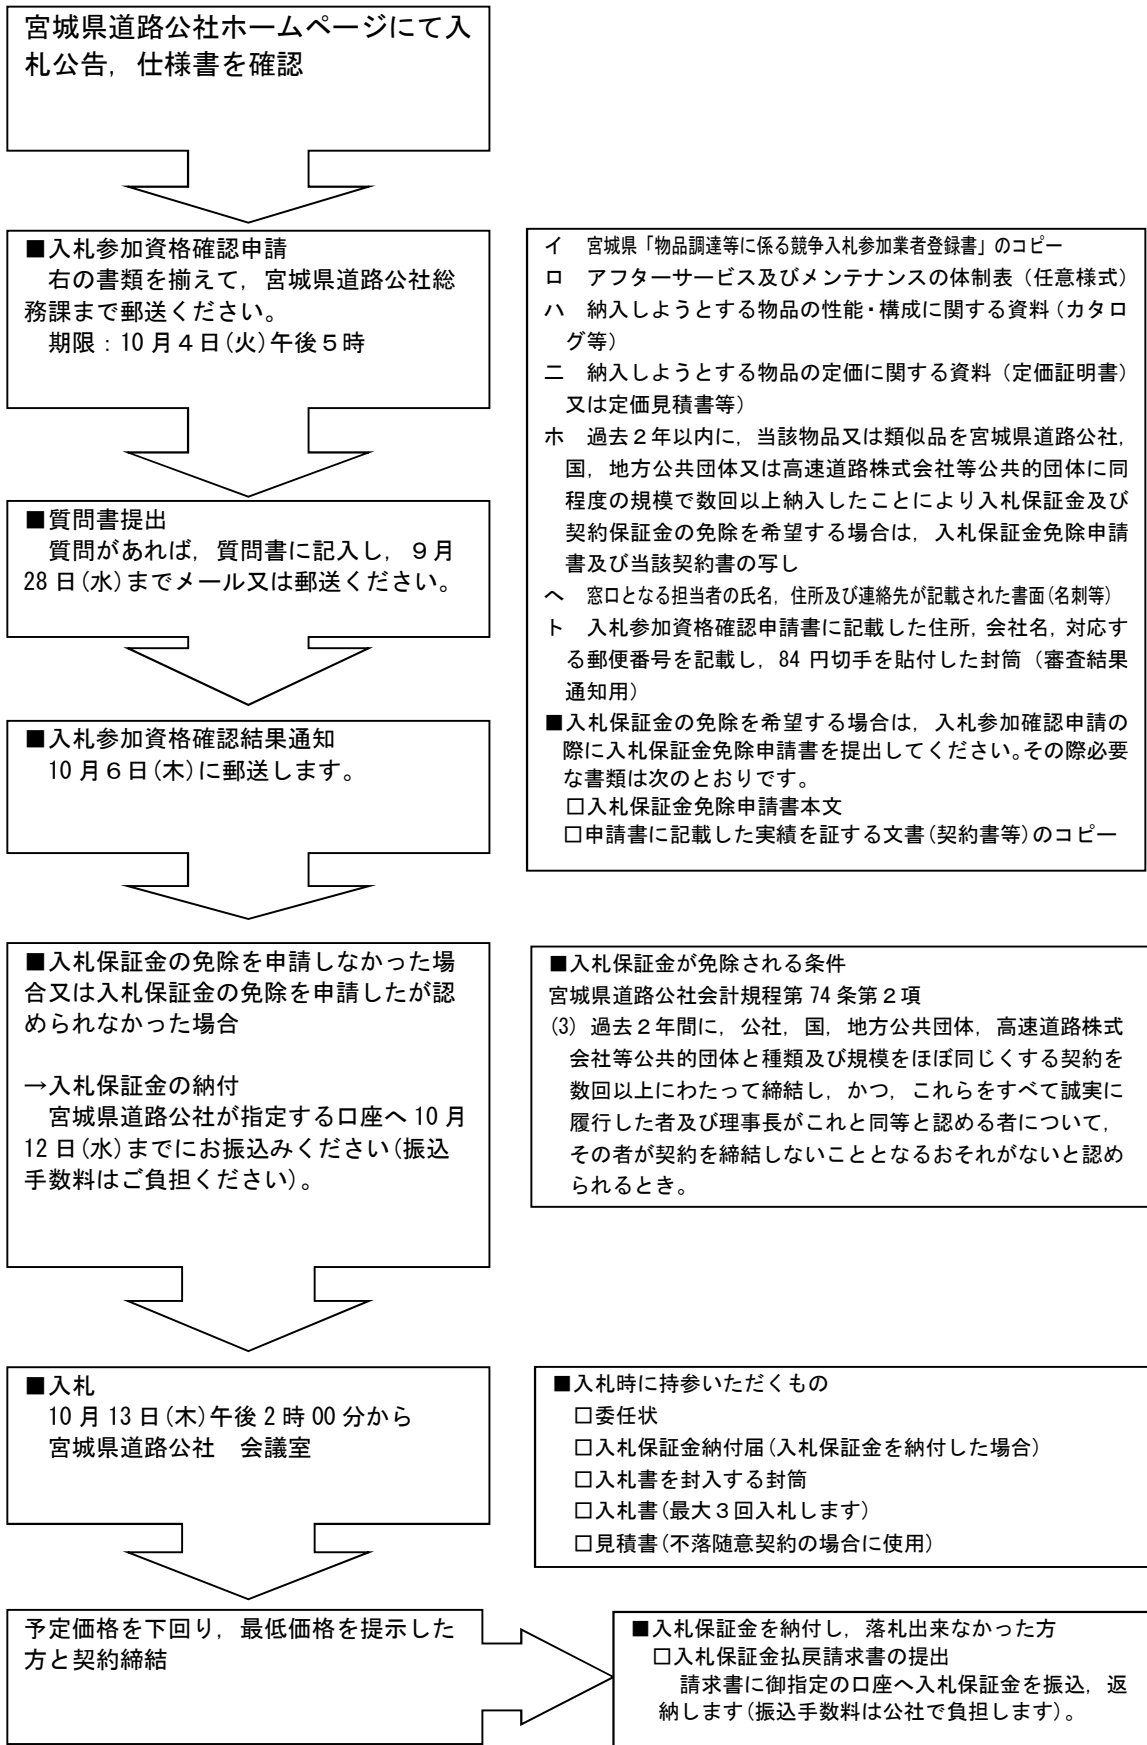 宮城県道路公社ホームページにて入
札公告，仕様書を確認
■入札参加資格確認申請
右の書類を揃えて，宮城県道路公社総
務課まで郵送ください。
期限：10月４日(火)午後５時
イ　宮城県「物品調達等に係る競争入札参加業者登録書」のコピー
ロ　アフターサービス及びメンテナンスの体制表（任意様式）
ハ　納入しようとする物品の性能・構成に関する資料（カタロ
グ等）
ニ　納入しようとする物品の定価に関する資料（定価証明書）
又は定価見積書等）
ホ　過去２年以内に，当該物品又は類似品を宮城県道路公社，
国，地方公共団体又は高速道路株式会社等公共的団体に同
程度の規模で数回以上納入したことにより入札保証金及び
契約保証金の免除を希望する場合は，入札保証金免除申請
書及び当該契約書の写し
ヘ　窓口となる担当者の氏名，住所及び連絡先が記載された書面(名刺等)
ト　入札参加資格確認申請書に記載した住所，会社名，対応す
る郵便番号を記載し，84円切手を貼付した封筒（審査結果
通知用）
■入札保証金の免除を希望する場合は，入札参加確認申請の
際に入札保証金免除申請書を提出してください。その際必要
な書類は次のとおりです。
□入札保証金免除申請書本文
□申請書に記載した実績を証する文書(契約書等)のコピー
■質問書提出
質問があれば，質問書に記入し，９月
28日(水)までメール又は郵送ください。
■入札参加資格確認結果通知
10月６日(木)に郵送します。
■入札保証金の免除を申請しなかった場
合又は入札保証金の免除を申請したが認
められなかった場合
→入札保証金の納付
宮城県道路公社が指定する口座へ10月
12日(水)までにお振込みください(振込
手数料はご負担ください)。
■入札保証金が免除される条件
宮城県道路公社会計規程第74条第２項
(3) 過去２年間に，公社，国，地方公共団体，高速道路株式
会社等公共的団体と種類及び規模をほぼ同じくする契約を
数回以上にわたって締結し，かつ，これらをすべて誠実に
履行した者及び理事長がこれと同等と認める者について，
その者が契約を締結しないこととなるおそれがないと認め
られるとき。
■入札
10月13日(木)午後２時00分から
宮城県道路公社　会議室
■入札時に持参いただくもの
□委任状
□入札保証金納付届(入札保証金を納付した場合)
□入札書を封入する封筒
□入札書(最大３回入札します)
□見積書(不落随意契約の場合に使用)
予定価格を下回り，最低価格を提示した
方と契約締結
■入札保証金を納付し，落札出来なかった方
□入札保証金払戻請求書の提出
請求書に御指定の口座へ入札保証金を振込，返
納します(振込手数料は公社で負担します)。